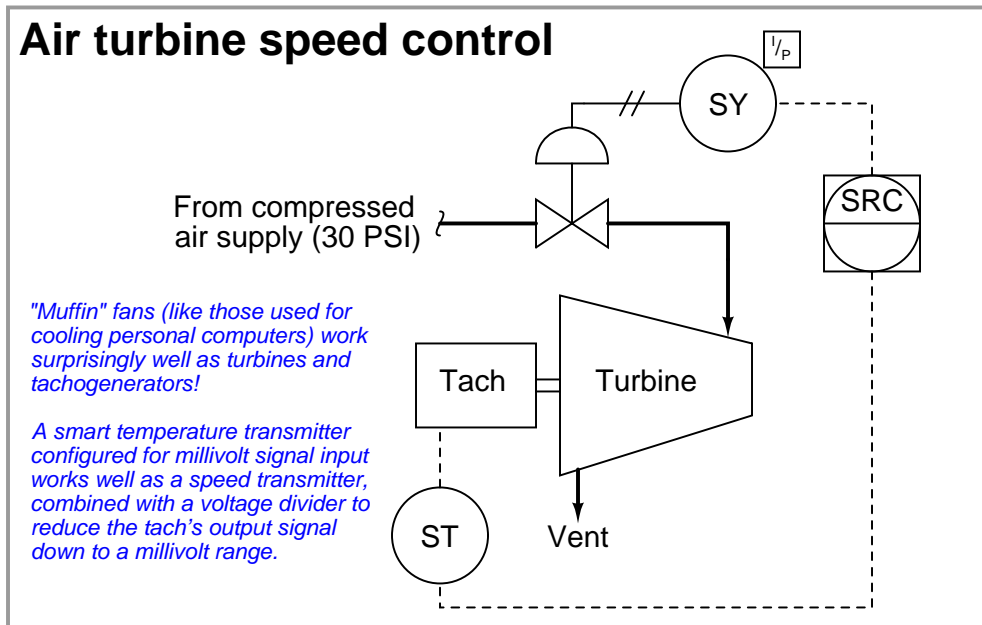 Air turbine speed control
I/P
SY
SRC
From compressed
air supply (30 PSI)
"Muffin" fans (like those used for
cooling personal computers) work
surprisingly well as turbines and
tachogenerators!
Tach
Turbine
A smart temperature transmitter
configured for millivolt signal input
works well as a speed transmitter,
combined with a voltage divider to
reduce the tach's output signal
down to a millivolt range.
ST
Vent